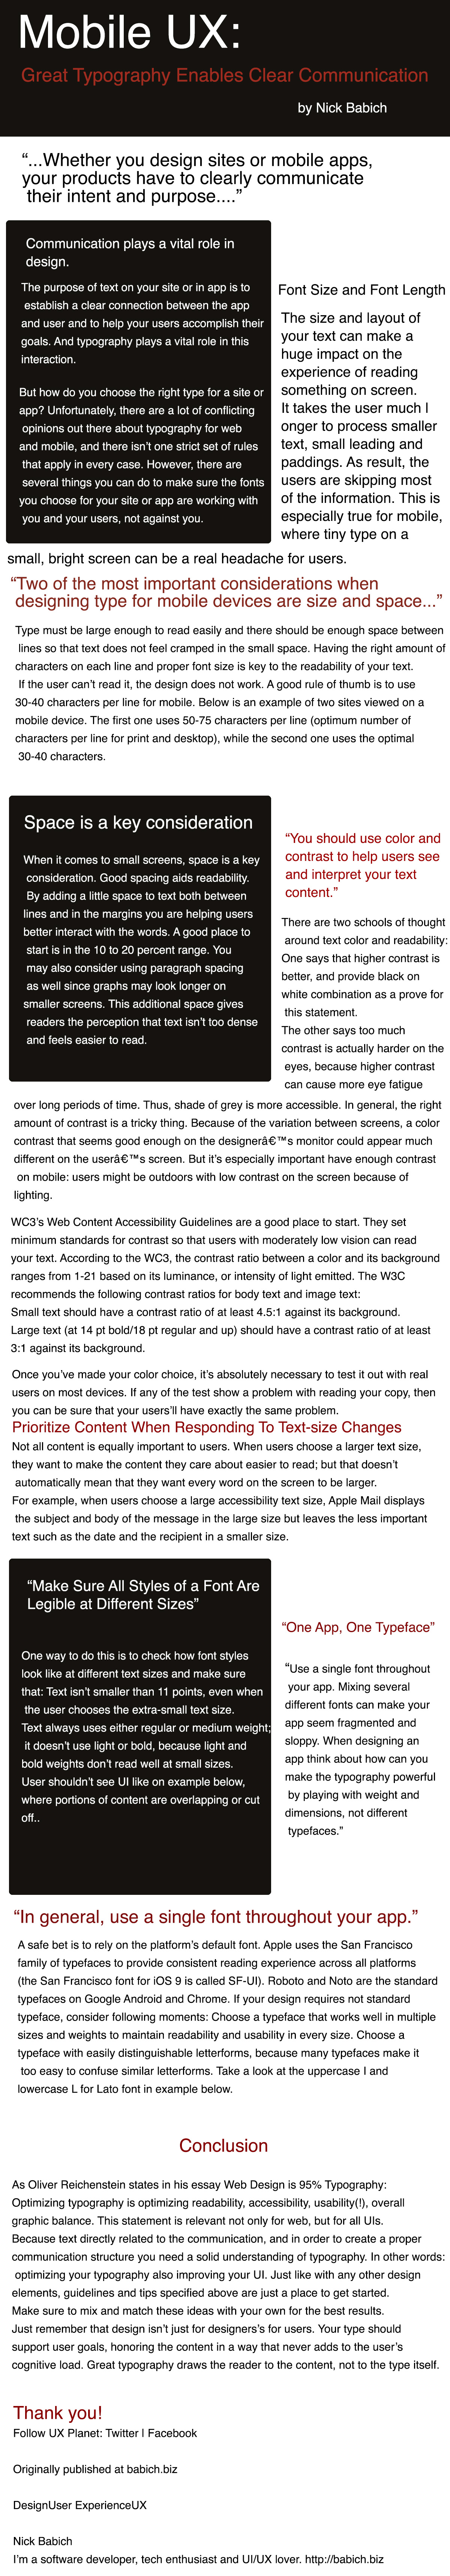 Mobile UX:
Great Typography Enables Clear Communication
by Nick Babich
“...Whether you design sites or mobile apps,
your products have to clearly communicate
their intent and purpose....”
Communication plays a vital role in
design.
The purpose of text on your site or in app is to
establish a clear connection between the app
and user and to help your users accomplish their
goals. And typography plays a vital role in this
interaction.
But how do you choose the right type for a site or
app? Unfortunately, there are a lot of conflicting
opinions out there about typography for web
and mobile, and there isn’t one strict set of rules
that apply in every case. However, there are
several things you can do to make sure the fonts
you choose for your site or app are working with
you and your users, not against you.
Font Size and Font Length
The size and layout of
your text can make a
huge impact on the
experience of reading
something on screen.
It takes the user much l
onger to process smaller
text, small leading and
paddings. As result, the
users are skipping most
of the information. This is
especially true for mobile,
where tiny type on a
small, bright screen can be a real headache for users.
“Two of the most important considerations when
designing type for mobile devices are size and space...”
Type must be large enough to read easily and there should be enough space between
lines so that text does not feel cramped in the small space. Having the right amount of
characters on each line and proper font size is key to the readability of your text.
If the user can’t read it, the design does not work. A good rule of thumb is to use
30-40 characters per line for mobile. Below is an example of two sites viewed on a
mobile device. The first one uses 50-75 characters per line (optimum number of
characters per line for print and desktop), while the second one uses the optimal
30-40 characters.
Space is a key consideration
When it comes to small screens, space is a key
consideration. Good spacing aids readability.
By adding a little space to text both between
lines and in the margins you are helping users
better interact with the words. A good place to
start is in the 10 to 20 percent range. You
may also consider using paragraph spacing
as well since graphs may look longer on
smaller screens. This additional space gives
readers the perception that text isn’t too dense
and feels easier to read.
“You should use color and
contrast to help users see
and interpret your text
content.”
There are two schools of thought
around text color and readability:
One says that higher contrast is
better, and provide black on
white combination as a prove for
this statement.
The other says too much
contrast is actually harder on the
eyes, because higher contrast
can cause more eye fatigue
over long periods of time. Thus, shade of grey is more accessible. In general, the right
amount of contrast is a tricky thing. Because of the variation between screens, a color
contrast that seems good enough on the designerâ€™s monitor could appear much
different on the userâ€™s screen. But it’s especially important have enough contrast
on mobile: users might be outdoors with low contrast on the screen because of
lighting.
WC3’s Web Content Accessibility Guidelines are a good place to start. They set
minimum standards for contrast so that users with moderately low vision can read
your text. According to the WC3, the contrast ratio between a color and its background
ranges from 1-21 based on its luminance, or intensity of light emitted. The W3C
recommends the following contrast ratios for body text and image text:
Small text should have a contrast ratio of at least 4.5:1 against its background.
Large text (at 14 pt bold/18 pt regular and up) should have a contrast ratio of at least
3:1 against its background.
Once you’ve made your color choice, it’s absolutely necessary to test it out with real
users on most devices. If any of the test show a problem with reading your copy, then
you can be sure that your users’ll have exactly the same problem.
Prioritize Content When Responding To Text-size Changes
Not all content is equally important to users. When users choose a larger text size,
they want to make the content they care about easier to read; but that doesn’t
automatically mean that they want every word on the screen to be larger.
For example, when users choose a large accessibility text size, Apple Mail displays
the subject and body of the message in the large size but leaves the less important
text such as the date and the recipient in a smaller size.
“Make Sure All Styles of a Font Are
Legible at Different Sizes”
One way to do this is to check how font styles
look like at different text sizes and make sure
that: Text isn’t smaller than 11 points, even when
the user chooses the extra-small text size.
Text always uses either regular or medium weight;
it doesn’t use light or bold, because light and
bold weights don’t read well at small sizes.
User shouldn’t see UI like on example below,
where portions of content are overlapping or cut
off..
“One App, One Typeface”
“Use a single font throughout
your app. Mixing several
different fonts can make your
app seem fragmented and
sloppy. When designing an
app think about how can you
make the typography powerful
by playing with weight and
dimensions, not different
typefaces.”
“In general, use a single font throughout your app.”
A safe bet is to rely on the platform’s default font. Apple uses the San Francisco
family of typefaces to provide consistent reading experience across all platforms
(the San Francisco font for iOS 9 is called SF-UI). Roboto and Noto are the standard
typefaces on Google Android and Chrome. If your design requires not standard
typeface, consider following moments: Choose a typeface that works well in multiple
sizes and weights to maintain readability and usability in every size. Choose a
typeface with easily distinguishable letterforms, because many typefaces make it
too easy to confuse similar letterforms. Take a look at the uppercase I and
lowercase L for Lato font in example below.
Conclusion
As Oliver Reichenstein states in his essay Web Design is 95% Typography:
Optimizing typography is optimizing readability, accessibility, usability(!), overall
graphic balance. This statement is relevant not only for web, but for all UIs.
Because text directly related to the communication, and in order to create a proper
communication structure you need a solid understanding of typography. In other words:
optimizing your typography also improving your UI. Just like with any other design
elements, guidelines and tips specified above are just a place to get started.
Make sure to mix and match these ideas with your own for the best results.
Just remember that design isn’t just for designers’s for users. Your type should
support user goals, honoring the content in a way that never adds to the user’s
cognitive load. Great typography draws the reader to the content, not to the type itself.
Thank you!
Follow UX Planet: Twitter | Facebook
Originally published at babich.biz
DesignUser ExperienceUX
Nick Babich
I’m a software developer, tech enthusiast and UI/UX lover. http://babich.biz